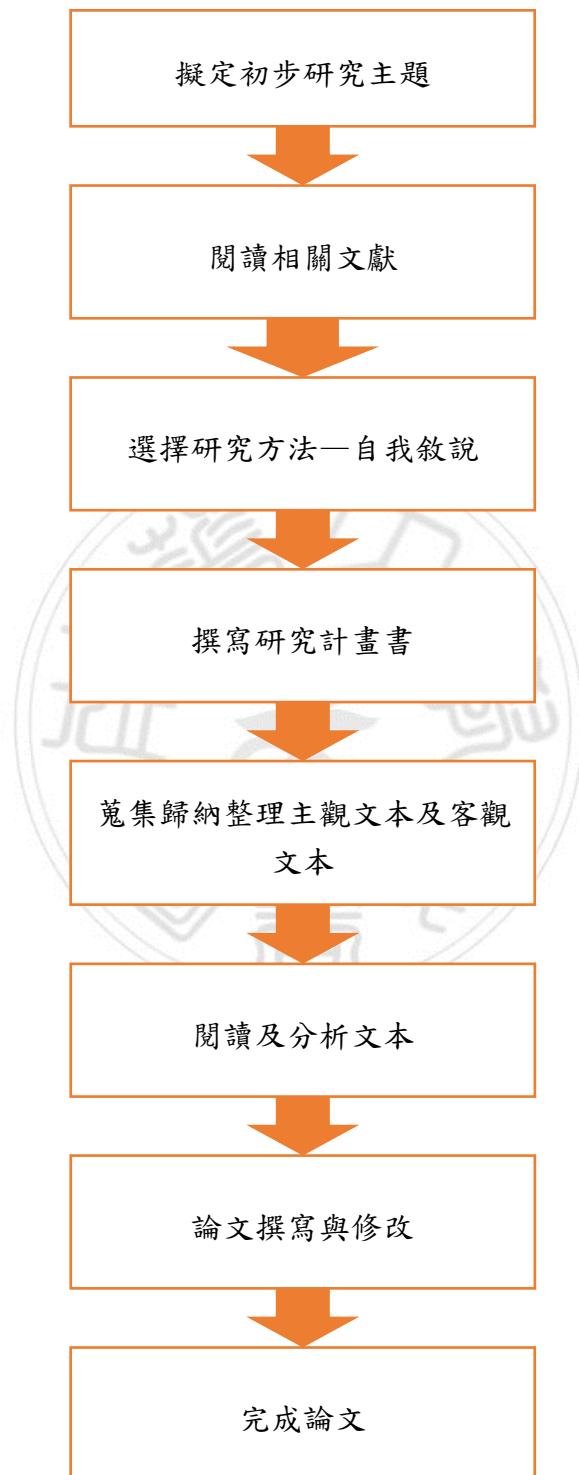 擬定初步研究主題
閱讀相關文獻
選擇研究方法—自我敘說
撰寫研究計畫書
蒐集歸納整理主觀文本及客觀
文本
閱讀及分析文本
論文撰寫與修改
完成論文